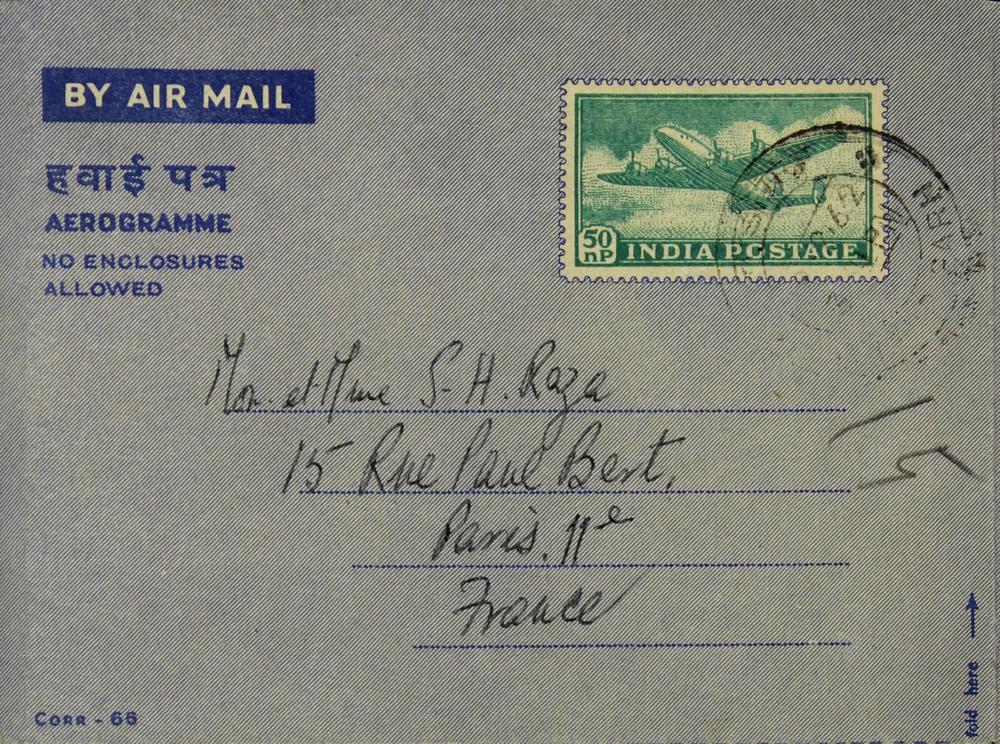 BY AIR MAIL
हवाई पत्र
AEROGRAMME
NO ENCLOSURES
ALLOWED
50
nP INDIA POSTAGE
Mon. et Mme S-H. Raza
15 Rue Paul Bert,
Paris. 11e
France
15
CORR - 66
fold here